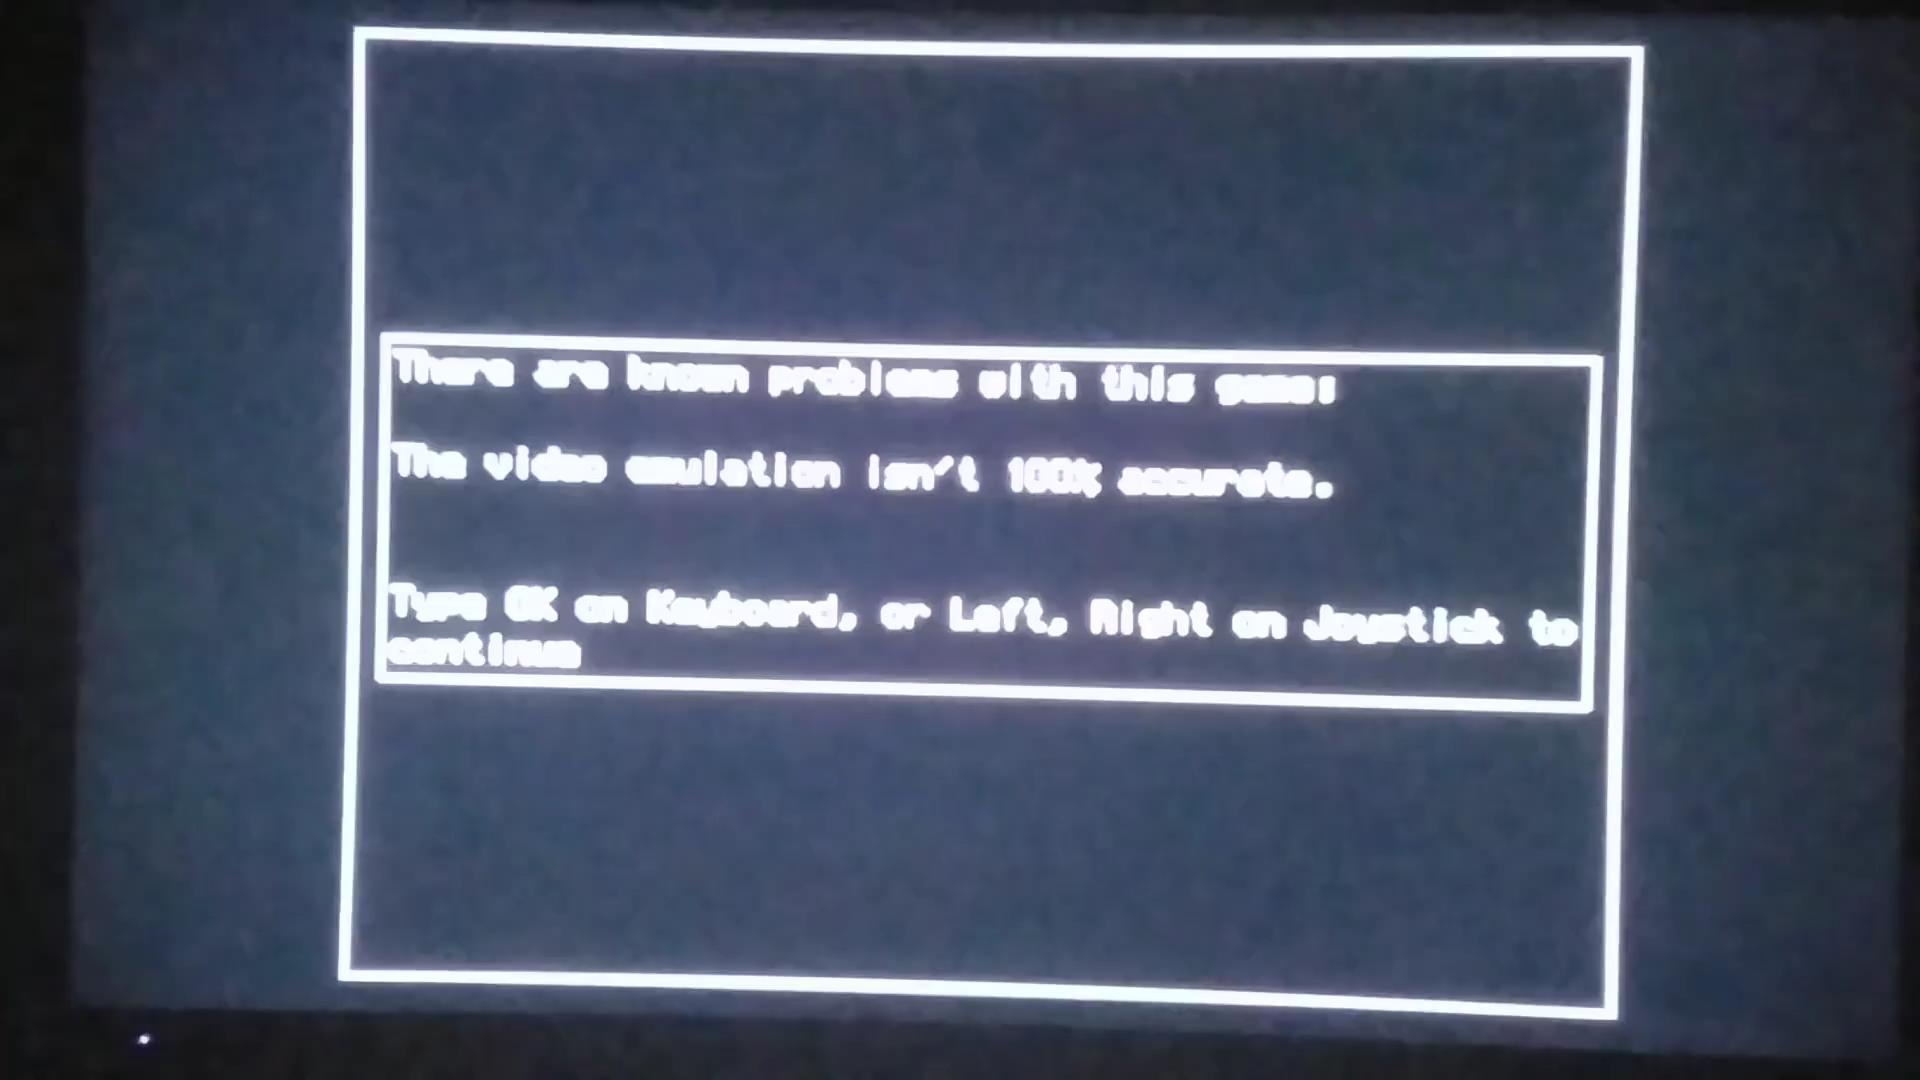 There are known problems with this game:
The video emulation isn't 100% accurate.
Type OK on Keyboard, or Left, Right on Joystick to
continue